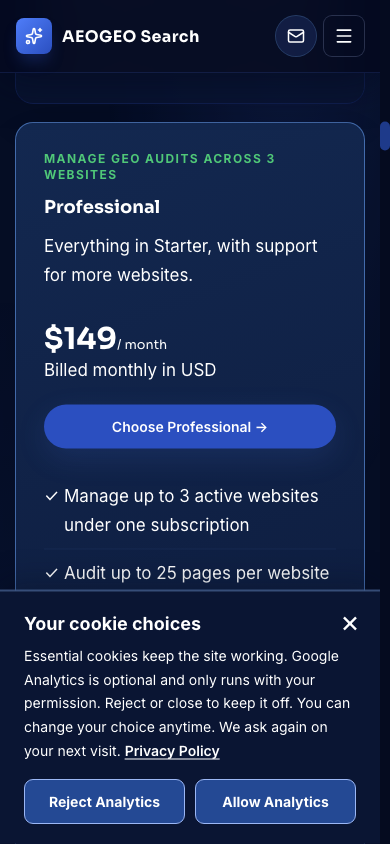 AEOGEO Search
MANAGE GEO AUDITS ACROSS 3
WEBSITES
Professional
Everything in Starter, with support
for more websites.
$149/ month
Billed monthly in USD
Choose Professional →
✓ Manage up to 3 active websites
under one subscription
✓ Audit up to 25 pages per website
Your cookie choices
Essential cookies keep the site working. Google
Analytics is optional and only runs with your
permission. Reject or close to keep it off. You can
change your choice anytime. We ask again on
your next visit. Privacy Policy
Reject Analytics
Allow Analytics